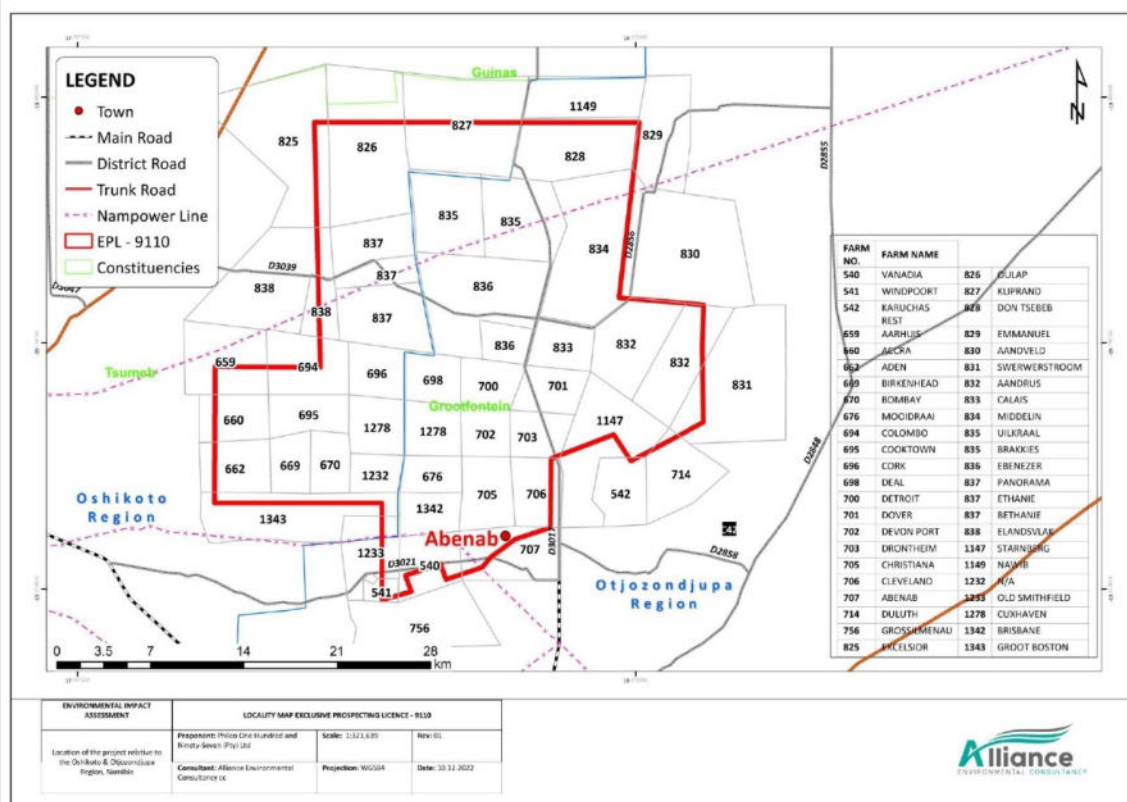 LEGEND
Town
Main Road
District Road
Trunk Road
Nampower Line
EPL - 9110
Constituencies
Guinas
1149
827
825
826
829
828
D2855
835
835
837
834
D2856
830
D3039
837
838
836
D3047
838
837
836
833
832
832
831
659
694
Tsumeb
696
698
700
701
Grootfontein
660
695
1278
1278
702
703
1147
662
669
670
1232
676
705
706
542
714
D2848
Oshikoto
Region
1343
1342
Abenab
707
D3017
C42
1233
D3021
540
D2858
541
Otjozondjupa
Region
756
0 3.5 7 14 21 28
km
N
FARM NO. FARM NAME
540 VANADIA 826 OULAP
541 WINDPOORT 827 KLIPRAND
542 KARUCHAS REST 828 DON TSEBEB
659 AARHUIS 829 EMMANUEL
660 ACCRA 830 AANDVELD
662 ADEN 831 SWERWERSTROOM
669 BIRKENHEAD 832 AANDRUS
670 BOMBAY 833 CALAIS
676 MOOIDRAAI 834 MIDDELIN
694 COLOMBO 835 UILKRAAL
695 COOKTOWN 835 BRAKKIES
696 CORK 836 EBENEZER
698 DEAL 837 PANORAMA
700 DETROIT 837 ETHANIE
701 DOVER 837 BETHANIE
702 DEVON PORT 838 ELANDSVLAK
703 DRONTHEIM 1147 STARNBERG
705 CHRISTIANA 1149 NAWIB
706 CLEVELAND 1232 N/A
707 ABENAB 1233 OLD SMITHFIELD
714 DULUTH 1278 CUXHAVEN
756 1342 BRISBANE
825 EXCELSIOR 1343 GROOT BOSTON
ENVIRONMENTAL IMPACT
ASSESSMENT
LOCALITY MAP EXCLUSIVE PROSPECTING LICENCE - 9110
Location of the project relative to
the Oshikoto & Otjozondjupa
Region, Namibia
Proponent: Philco One Hundred and
Ninety-Seven (Pty) Ltd
Scale: 1:321,639
Rev: 01
Consultant: Alliance Environmental
Consultancy cc
Projection: WGS84
Date: 10.12.2022
Alliance
ENVIRONMENTAL CONSULTANCY